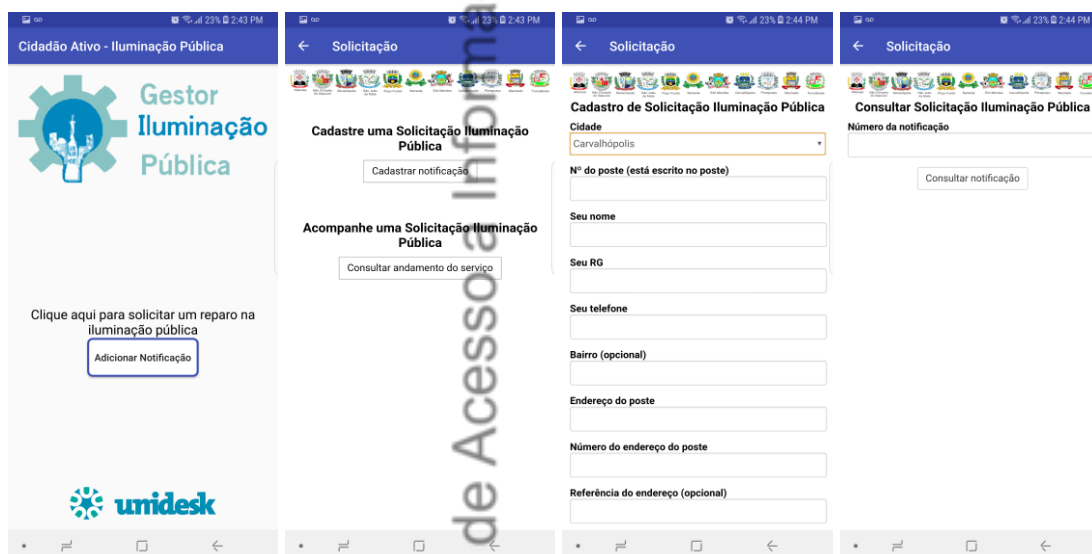 23% 2:43 PM
Cidadão Ativo - Iluminação Pública
Gestor
Iluminação
Pública
Clique aqui para solicitar um reparo na
iluminação pública
Adicionar Notificação
unidesk
23% 2:43 PM
Solicitação
Cadastre uma Solicitação Iluminação
Pública
Cadastrar notificação
Acompanhe uma Solicitação Iluminação
Pública
Consultar andamento do serviço
de Acesso a Informa
23% 2:44 PM
Solicitação
Cadastro de Solicitação Iluminação Pública
Cidade
Carvalhópolis
Nº do poste (está escrito no poste)
Seu nome
Seu RG
Seu telefone
Bairro (opcional)
Endereço do poste
Número do endereço do poste
Referência do endereço (opcional)
23% 2:44 PM
Solicitação
Consultar Solicitação Iluminação Pública
Número da notificação
Consultar notificação